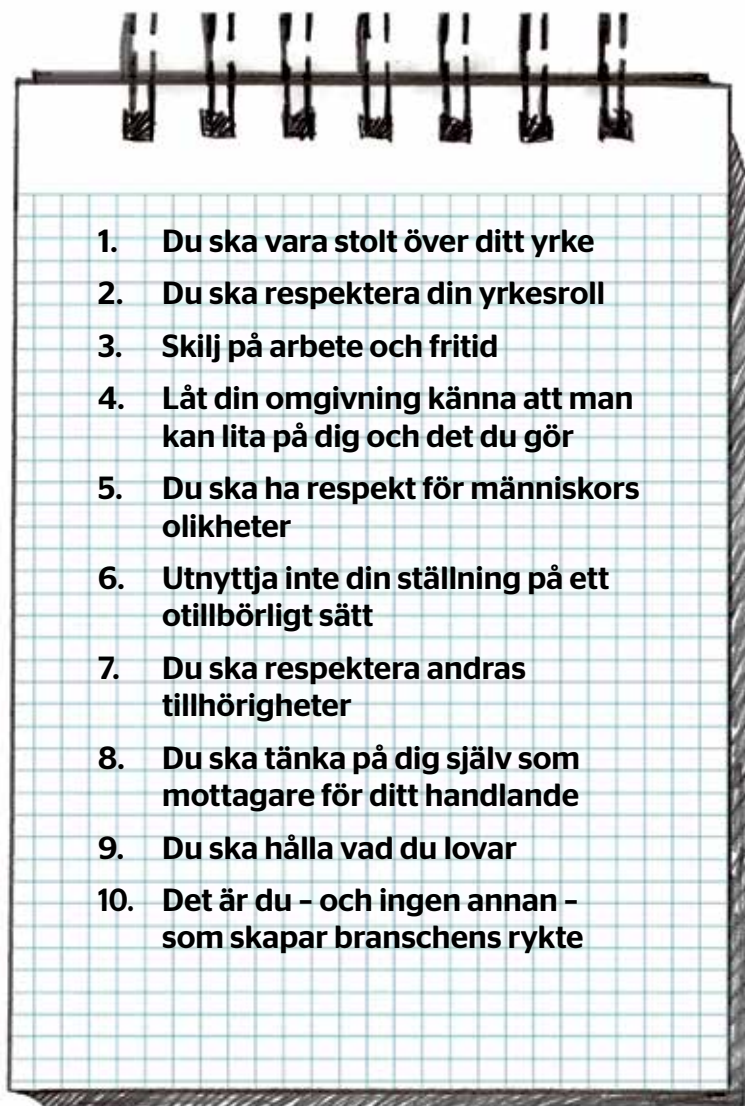 1. Du ska vara stolt över ditt yrke
2. Du ska respektera din yrkesroll
3. Skilj på arbete och fritid
4. Låt din omgivning känna att man
kan lita på dig och det du gör
5. Du ska ha respekt för människors
olikheter
6. Utnyttja inte din ställning på ett
otillbörligt sätt
7. Du ska respektera andras
tillhörigheter
8. Du ska tänka på dig själv som
mottagare för ditt handlande
9. Du ska hålla vad du lovar
10. Det är du – och ingen annan –
som skapar branschens rykte